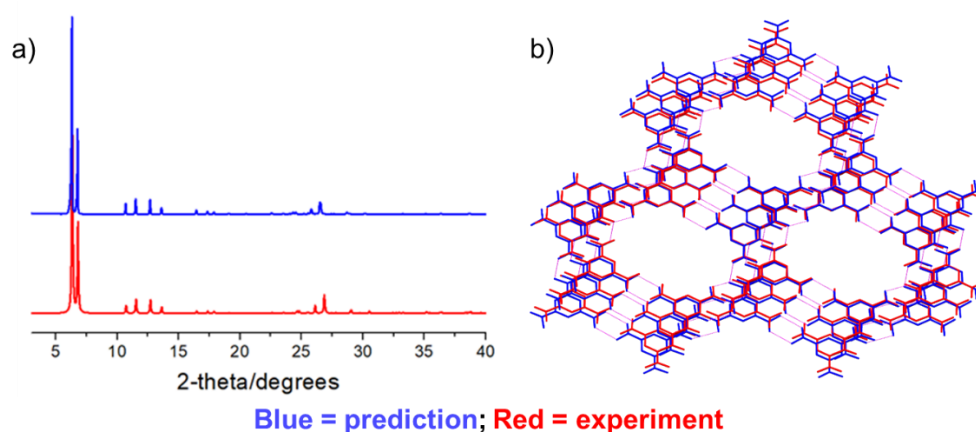 a)
b)
5 10 15 20 25 30 35 40
2-theta/degrees
Blue = prediction; Red = experiment